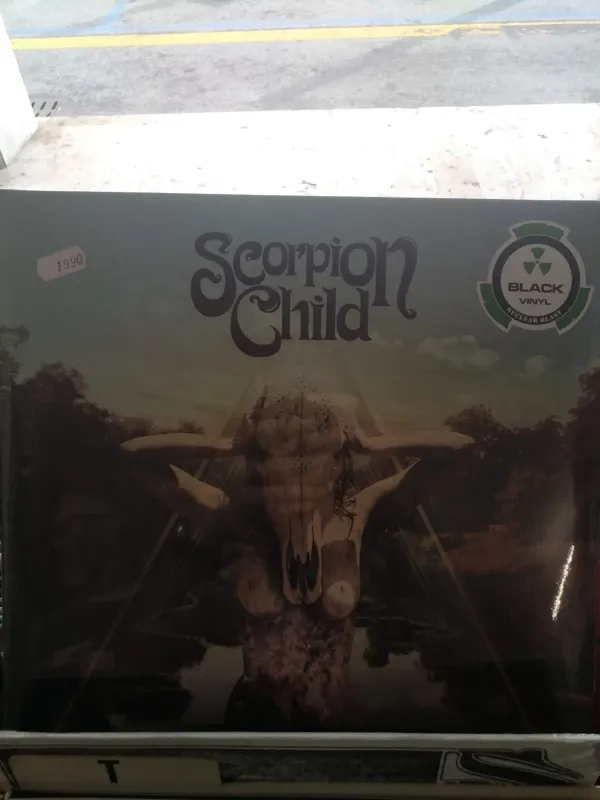 Scorpion
Child
1990
BLACK
VINYL
NUCLEAR BLAST
T